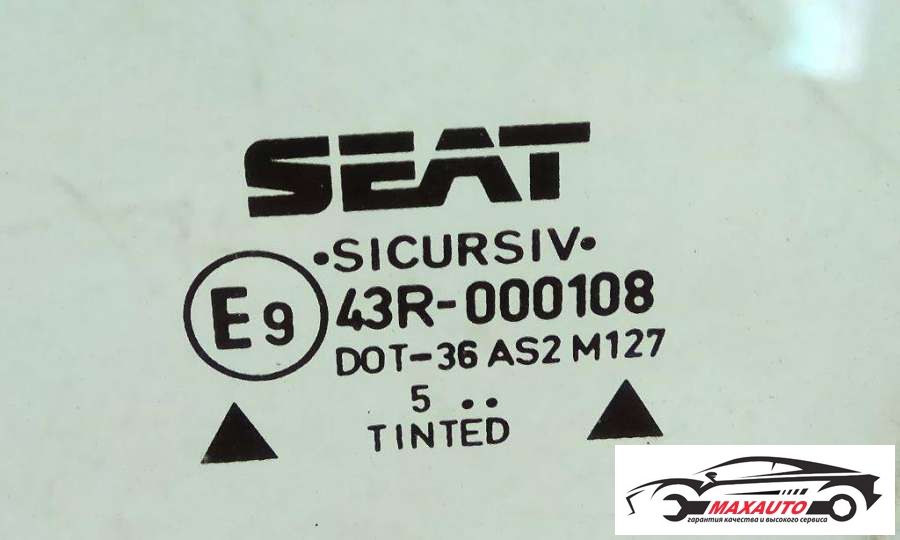 SEAT
•SICURSIV•
E9
43R-000108
DOT-36 AS2 M127
5 ..
TINTED
MAXAUTO
гарантия качества и высокого сервиса